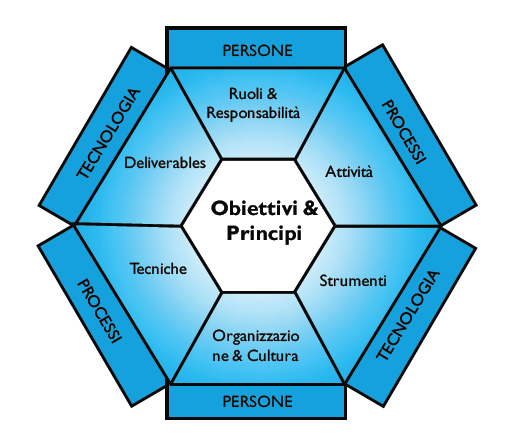 PERSONE
Ruoli &
Responsabilità
TECNOLOGIA
PROCESSI
Deliverables
Attività
Obiettivi &
Principi
Tecniche
Strumenti
PROCESSI
TECNOLOGIA
Organizzazio
ne & Cultura
PERSONE